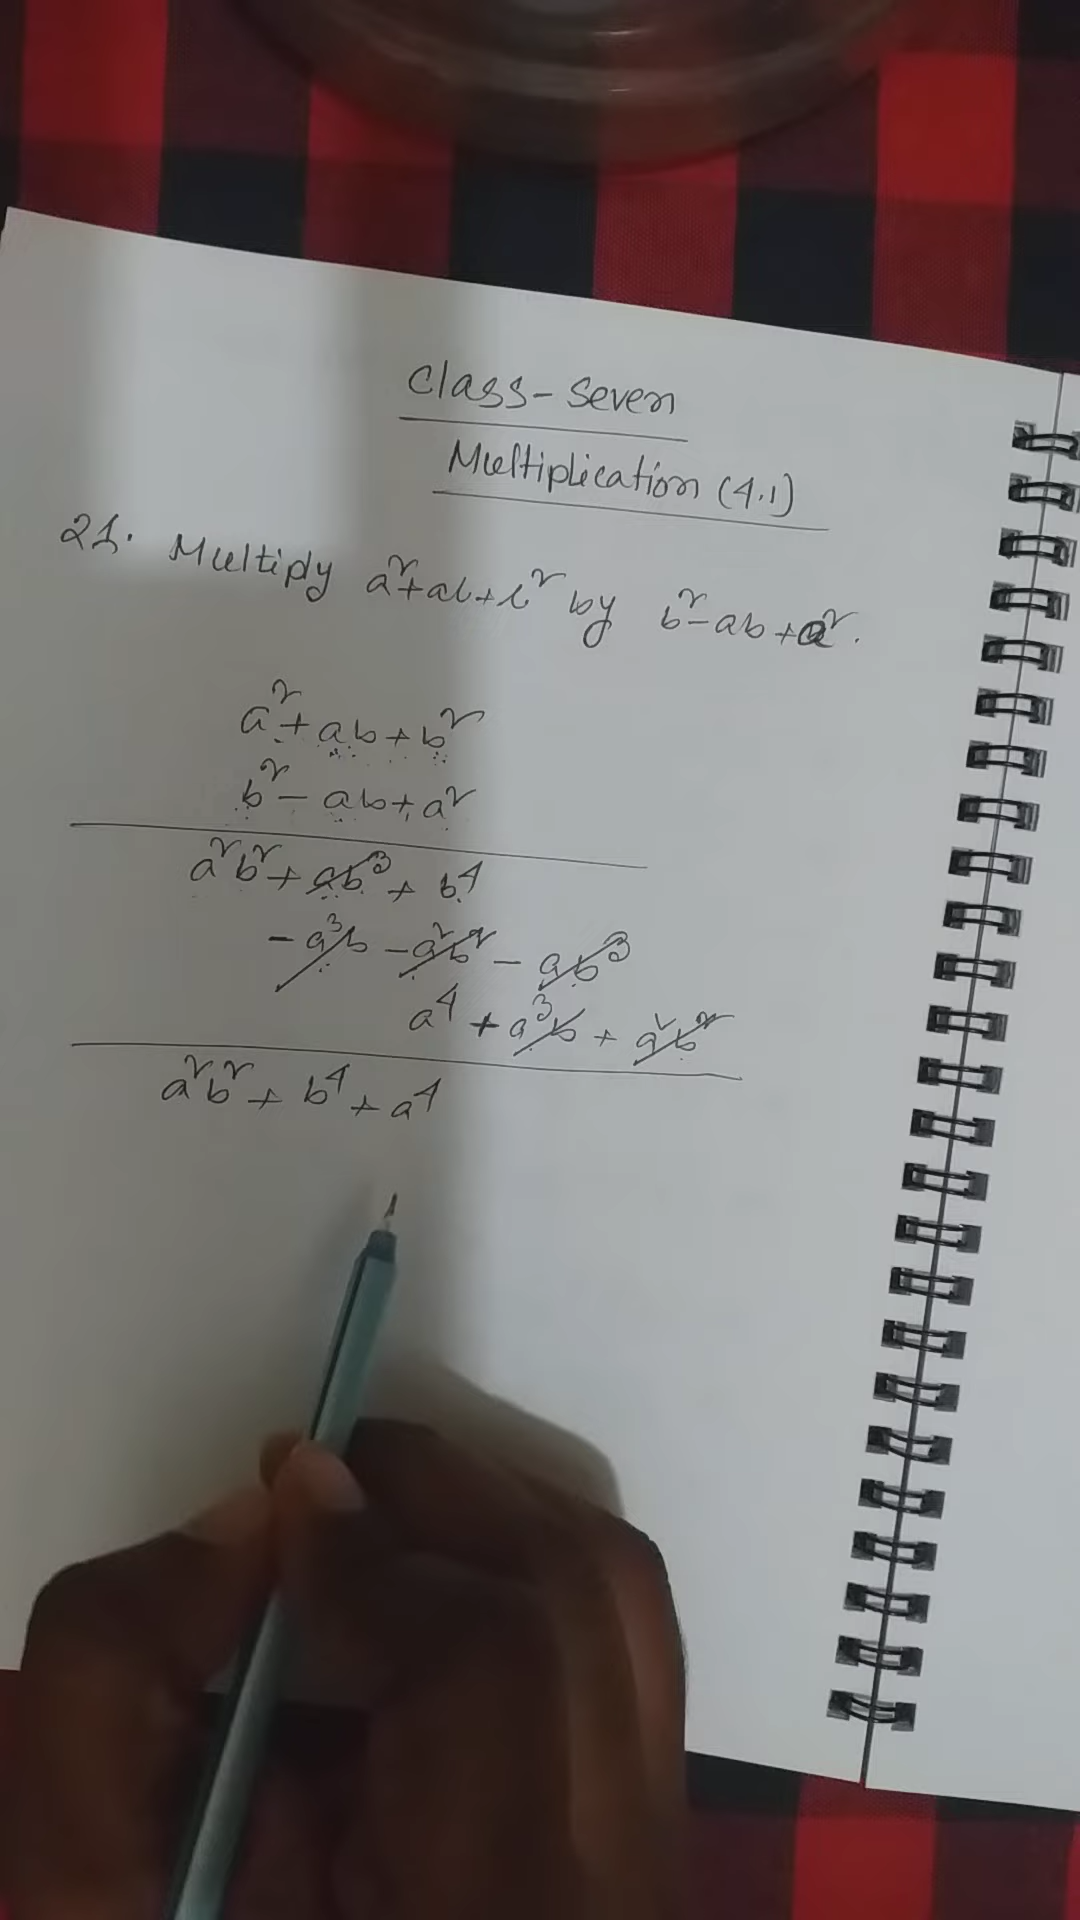 Class-Seven
Multiplication (4.1)
21. Multiply a²+ab+b² by b²-ab+a².
a²+ab+b²
b²-ab+a²
a²b²+ab³+b⁴
-a³b-a²b²-ab³
a⁴+a³b+a²b²
a²b²+b⁴+a⁴